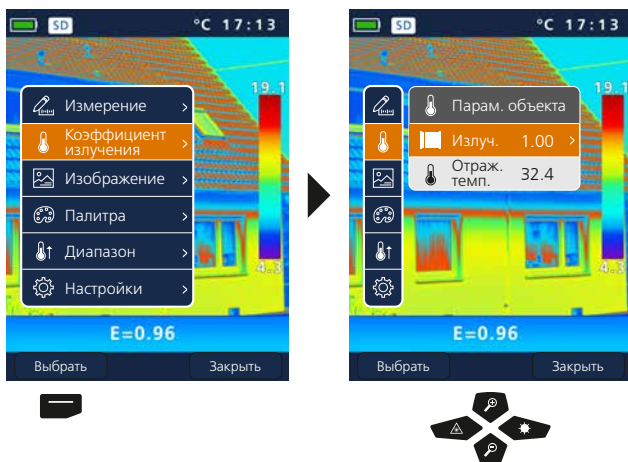 SD °C 17:13
19.1
Измерение
Коэффициент
излучения
Изображение
Палитра
Диапазон
4.3
Настройки
E=0.96
Выбрать Закрыть
SD °C 17:13
19.1
Парам. объекта
Излуч. 1.00
Отраж.
темп. 32.4
4.3
E=0.96
Выбрать Закрыть